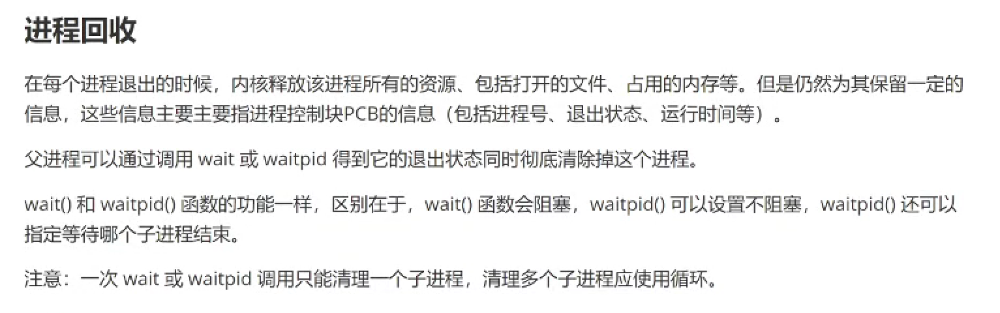 进程回收
在每个进程退出的时候，内核释放该进程所有的资源、包括打开的文件、占用的内存等。但是仍然为其保留一定的
信息，这些信息主要主要指进程控制块PCB的信息（包括进程号、退出状态、运行时间等）。
父进程可以通过调用 wait 或 waitpid 得到它的退出状态同时彻底清除掉这个进程。
wait() 和 waitpid() 函数的功能一样，区别在于，wait() 函数会阻塞，waitpid() 可以设置不阻塞，waitpid() 还可以
指定等待哪个子进程结束。
注意：一次 wait 或 waitpid 调用只能清理一个子进程，清理多个子进程应使用循环。